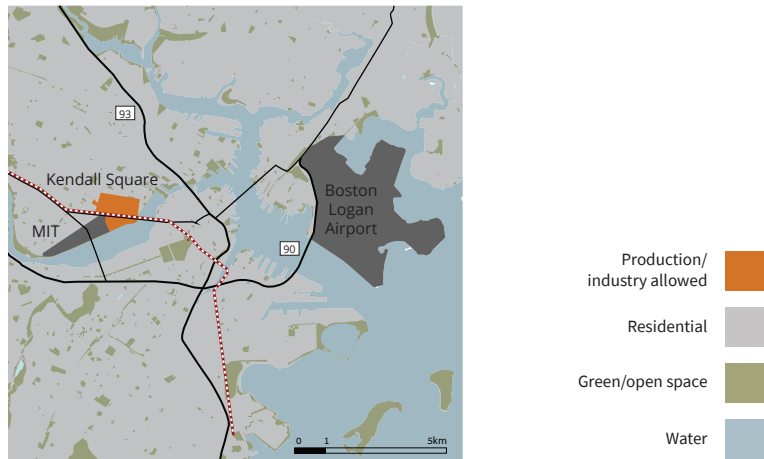 93
Kendall Square
MIT
Boston
Logan
Airport
90
0 1 5km
Production/
industry allowed
Residential
Green/open space
Water